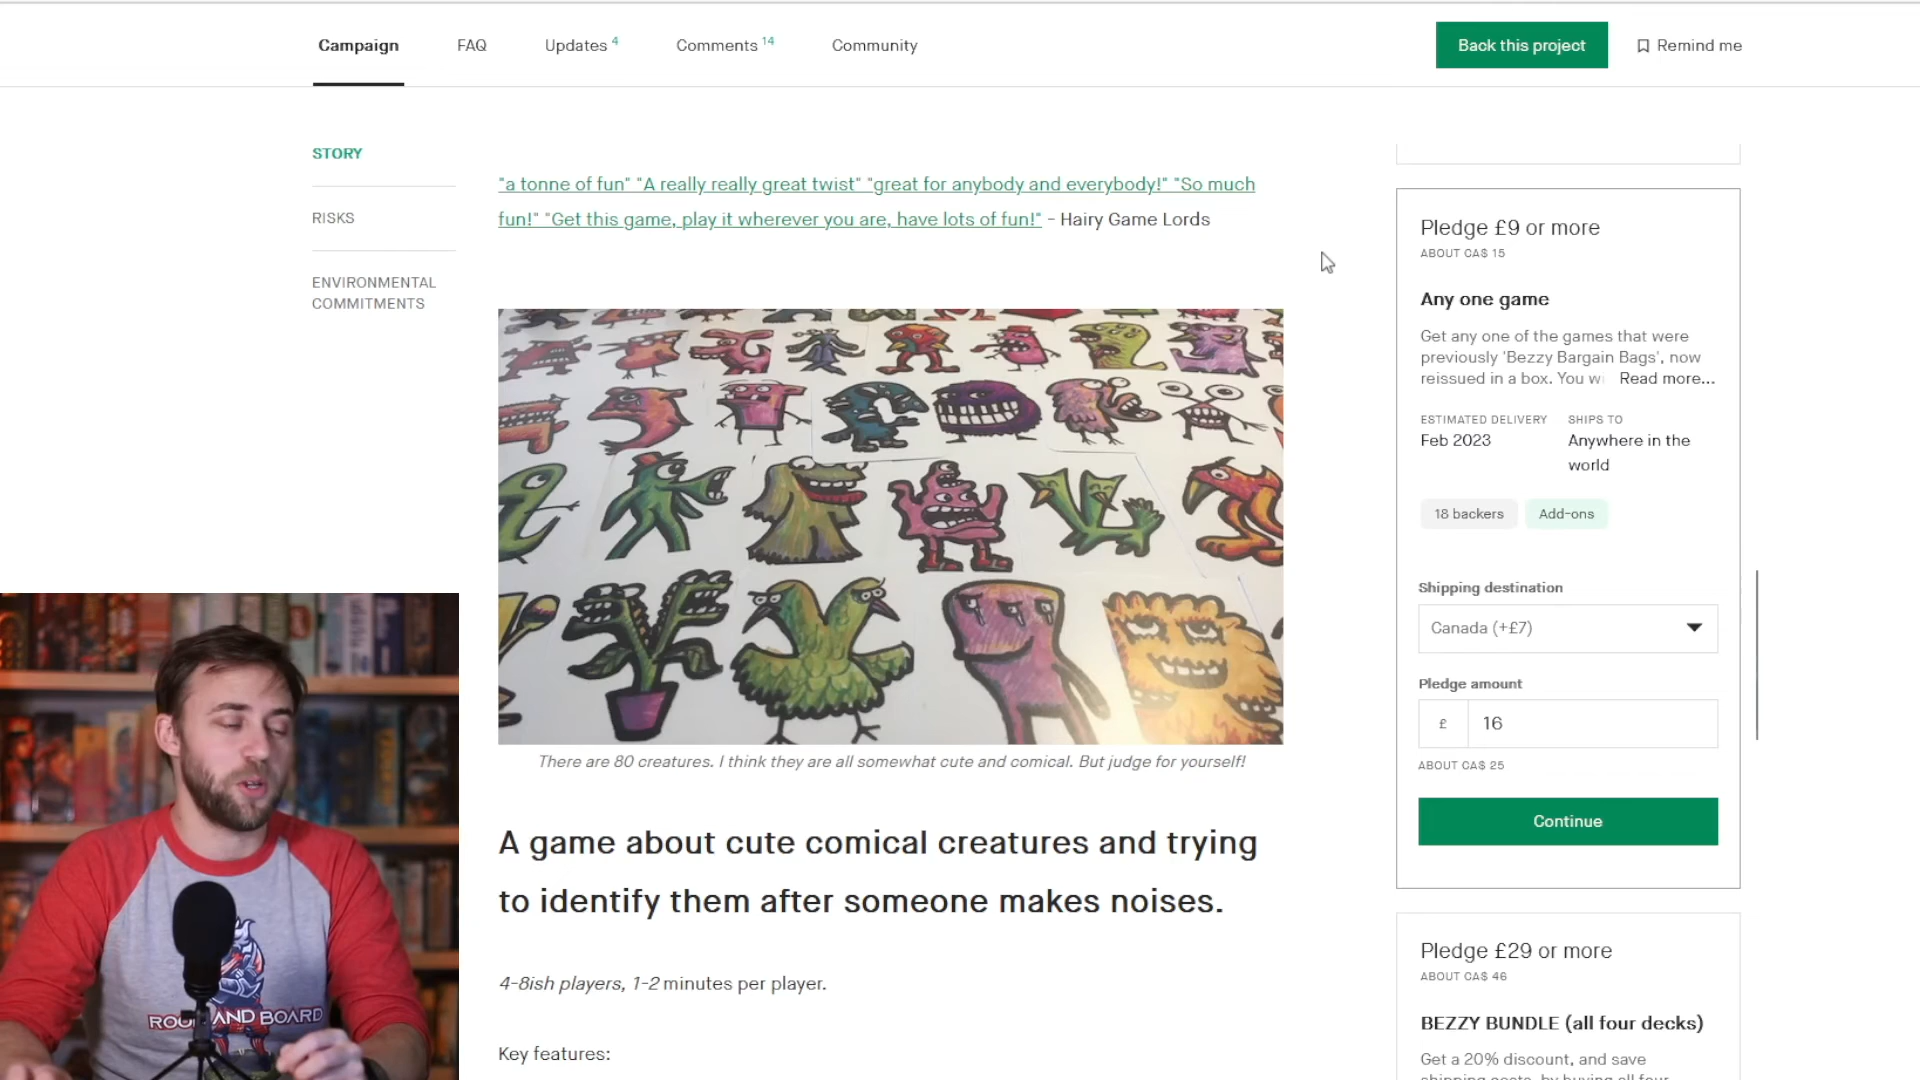 Campaign
FAQ
Updates 4
Comments 14
Community
Back this project
Remind me
STORY
RISKS
ENVIRONMENTAL
COMMITMENTS
"a tonne of fun" "A really really great twist" "great for anybody and everybody!" "So much
fun!" "Get this game, play it wherever you are, have lots of fun!" - Hairy Game Lords
There are 80 creatures. I think they are all somewhat cute and comical. But judge for yourself!
A game about cute comical creatures and trying
to identify them after someone makes noises.
4-8ish players, 1-2 minutes per player.
Key features:
Pledge £9 or more
ABOUT CA$ 15
Any one game
Get any one of the games that were
previously 'Bezzy Bargain Bags', now
reissued in a box. You Read more...
ESTIMATED DELIVERY
Feb 2023
SHIPS TO
Anywhere in the
world
18 backers
Add-ons
Shipping destination
Canada (+£7)
Pledge amount
£ 16
ABOUT CA$ 25
Continue
Pledge £29 or more
ABOUT CA$ 46
BEZZY BUNDLE (all four decks)
Get a 20% discount, and save
shipping costs, by buying all four
AND BOARD